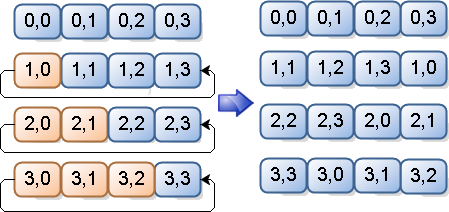 0,0 0,1 0,2 0,3
1,0 1,1 1,2 1,3
2,0 2,1 2,2 2,3
3,0 3,1 3,2 3,3
0,0 0,1 0,2 0,3
1,1 1,2 1,3 1,0
2,2 2,3 2,0 2,1
3,3 3,0 3,1 3,2